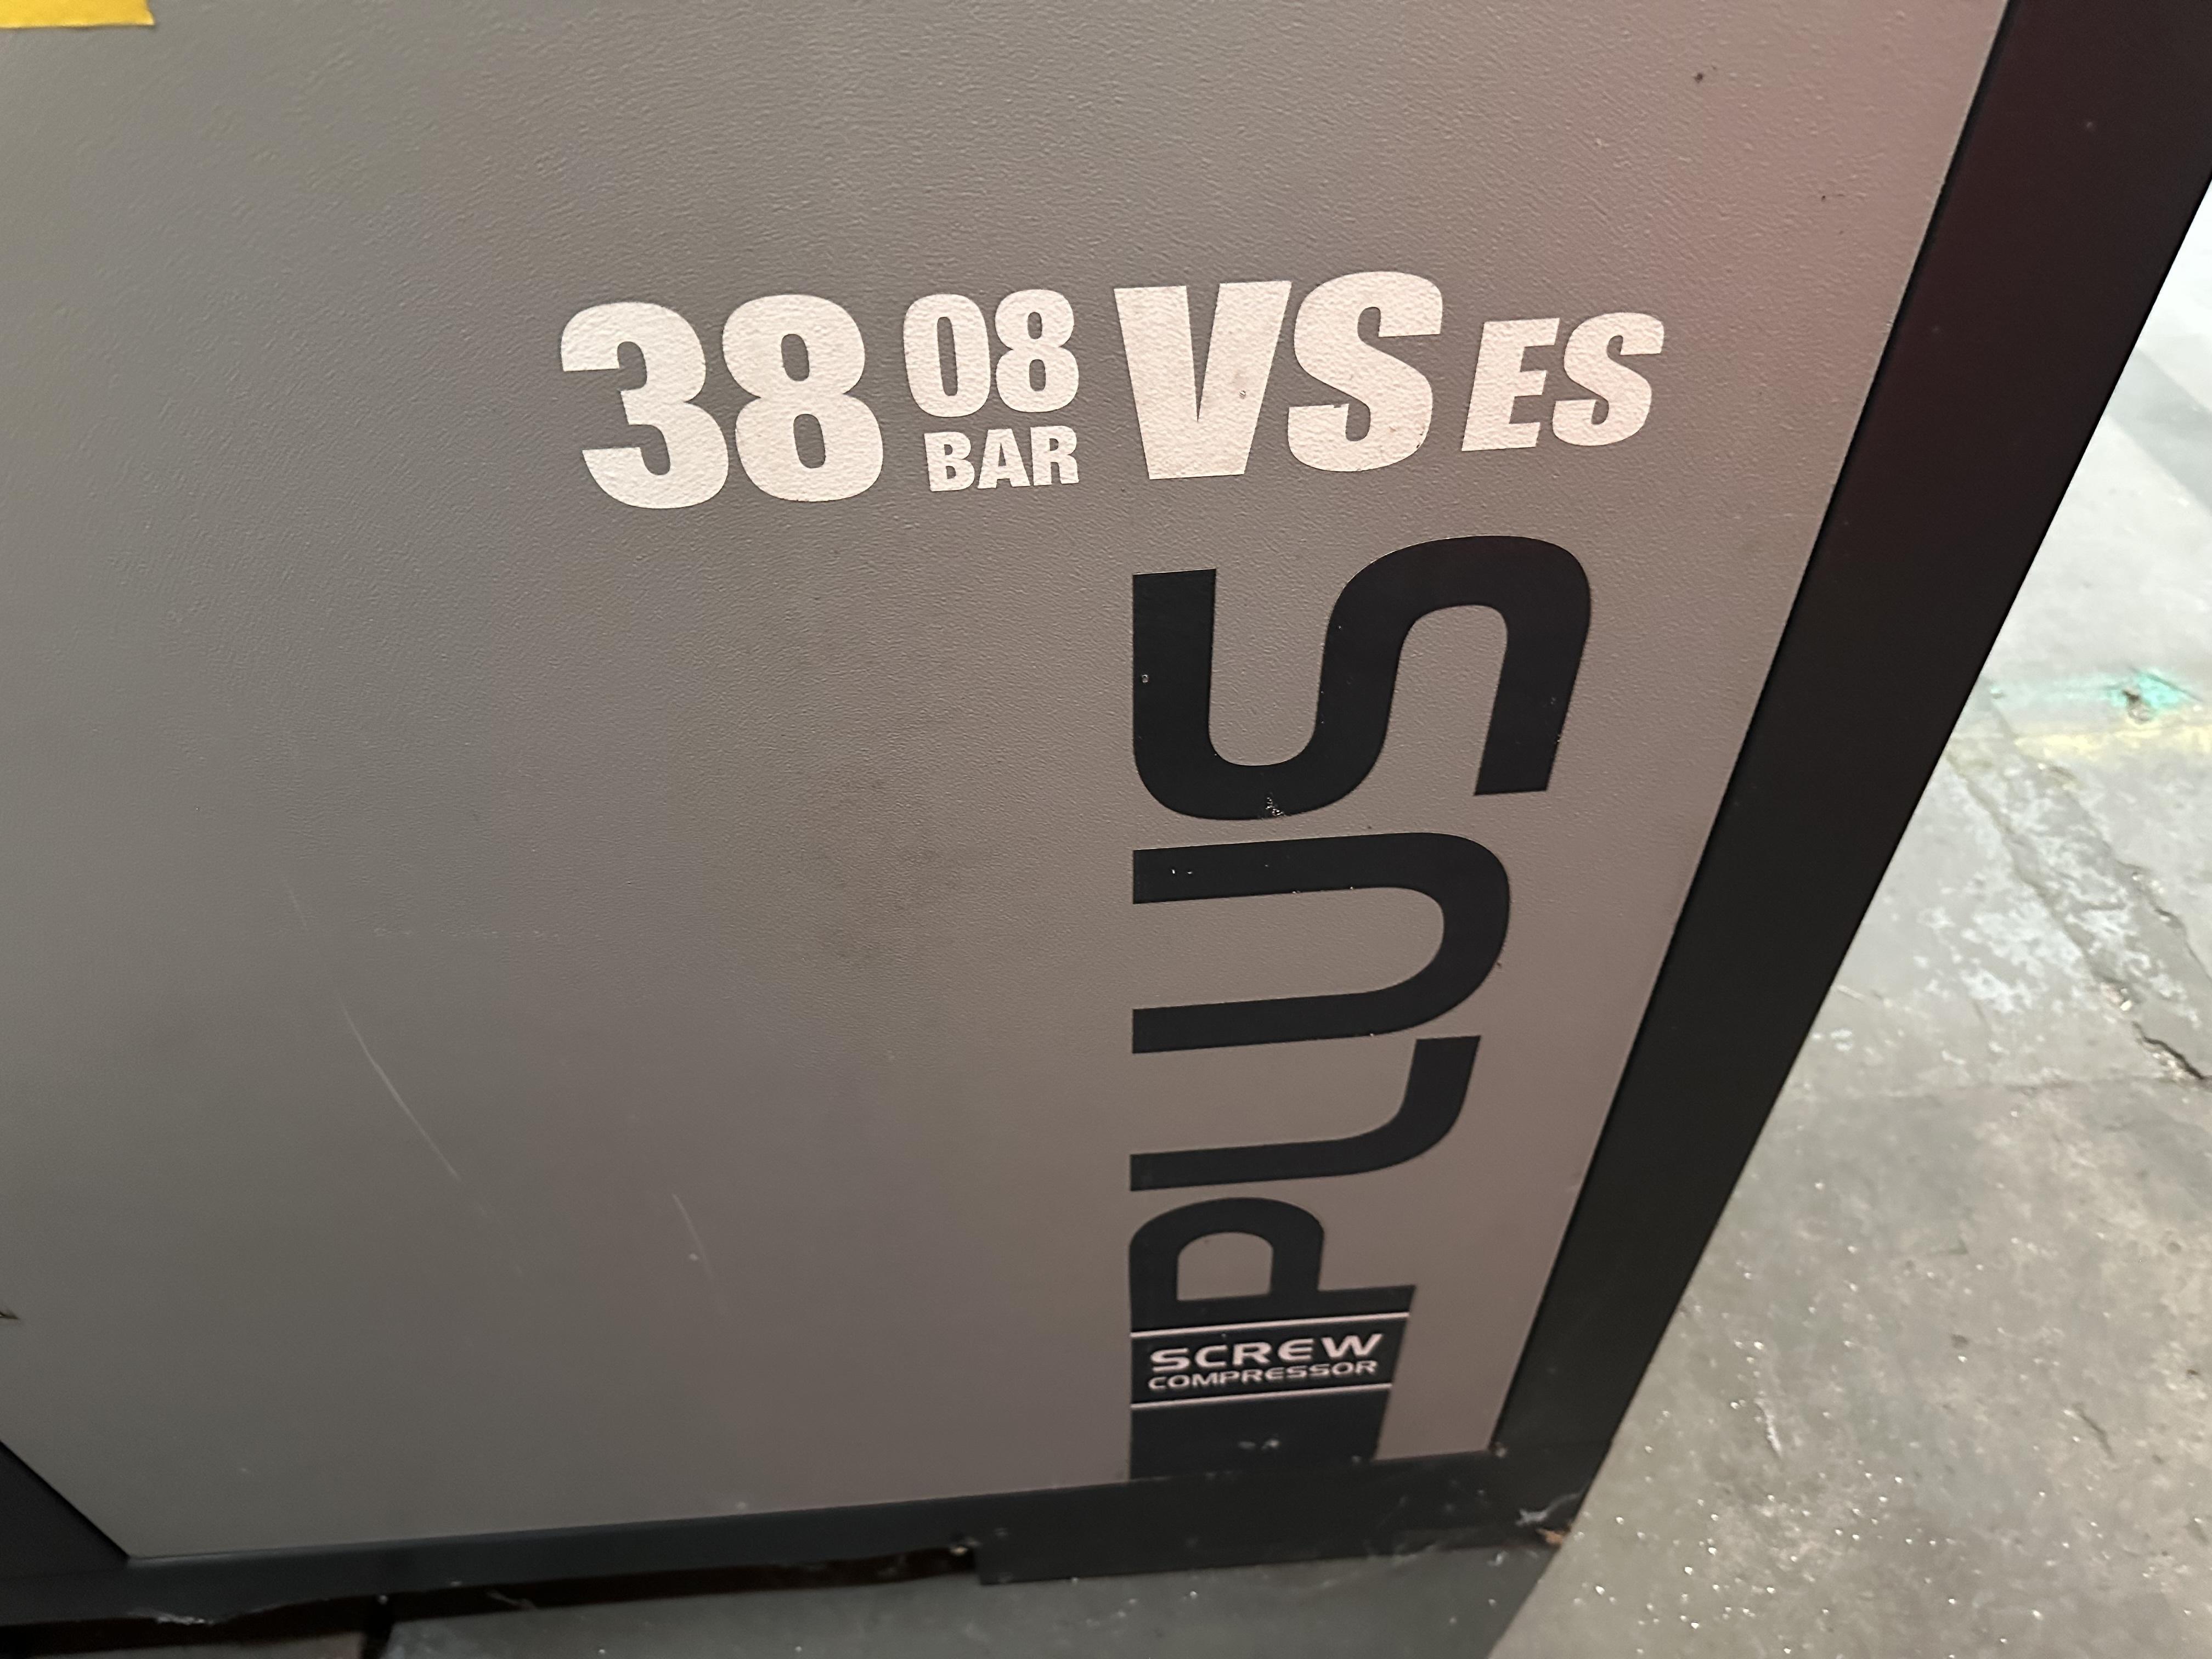 38 08 BAR VS ES
PLUS
SCREW
COMPRESSOR